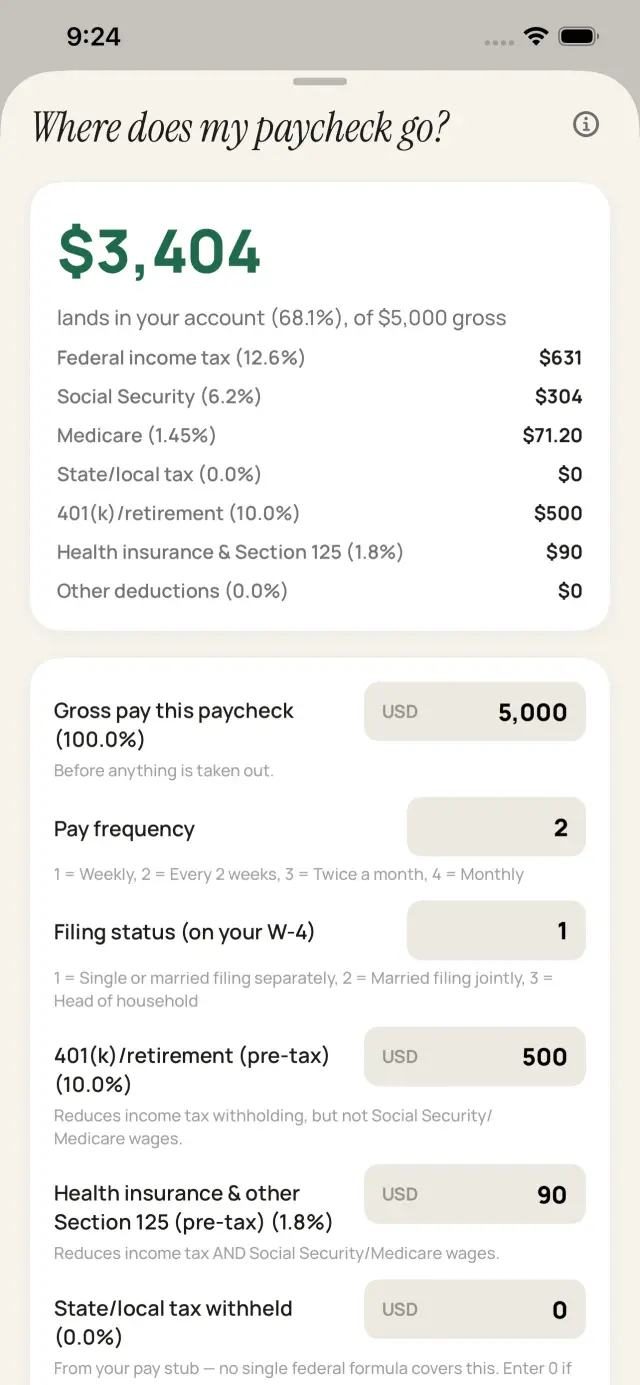 9:24
Where does my paycheck go?
$3,404
lands in your account (68.1%), of $5,000 gross
Federal income tax (12.6%) $631
Social Security (6.2%) $304
Medicare (1.45%) $71.20
State/local tax (0.0%) $0
401(k)/retirement (10.0%) $500
Health insurance & Section 125 (1.8%) $90
Other deductions (0.0%) $0
Gross pay this paycheck
(100.0%)
USD 5,000
Before anything is taken out.
Pay frequency 2
1 = Weekly, 2 = Every 2 weeks, 3 = Twice a month, 4 = Monthly
Filing status (on your W-4) 1
1 = Single or married filing separately, 2 = Married filing jointly, 3 =
Head of household
401(k)/retirement (pre-tax)
(10.0%)
USD 500
Reduces income tax withholding, but not Social Security/
Medicare wages.
Health insurance & other
Section 125 (pre-tax) (1.8%)
USD 90
Reduces income tax AND Social Security/Medicare wages.
State/local tax withheld
(0.0%)
USD 0
From your pay stub — no single federal formula covers this. Enter 0 if